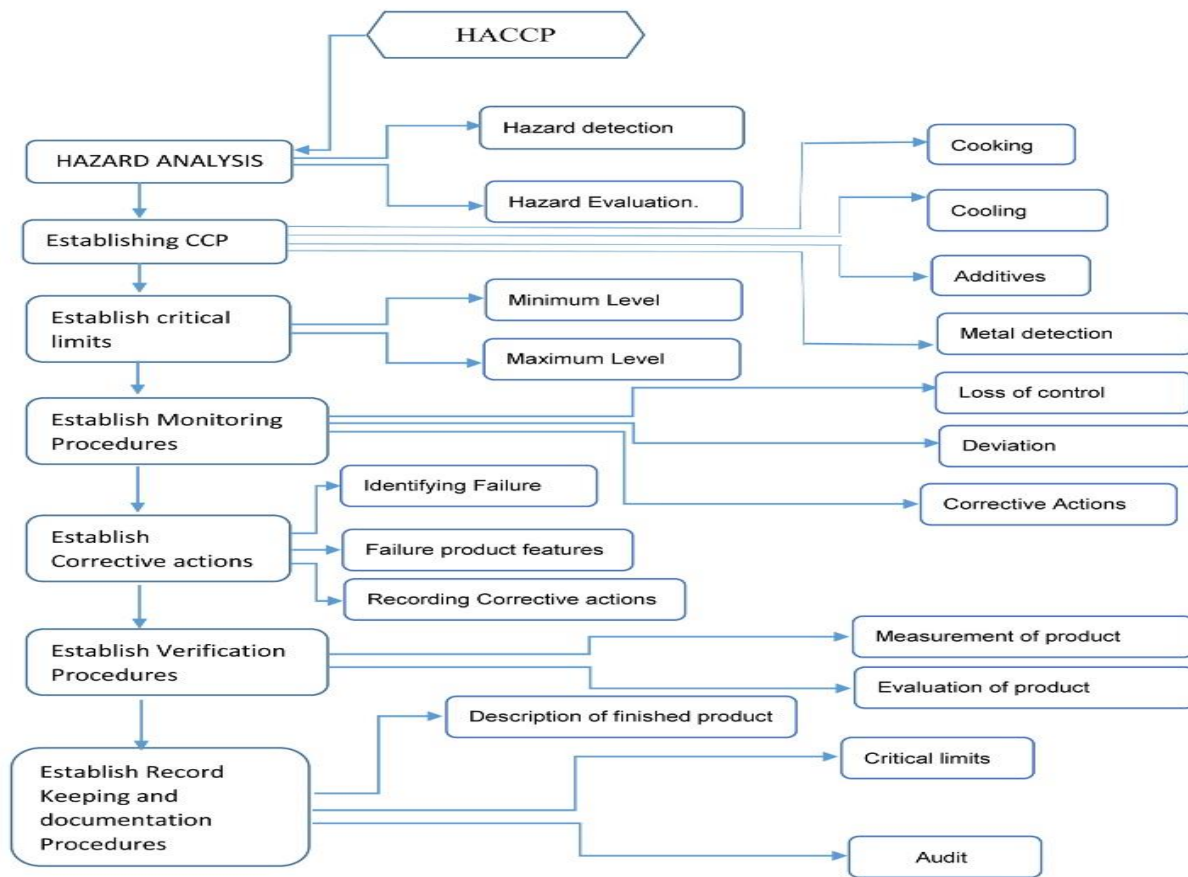 HACCP
Hazard detection
Cooking
HAZARD ANALYSIS
Hazard Evaluation.
Cooling
Establishing CCP
Additives
Minimum Level
Establish critical
limits
Metal detection
Maximum Level
Loss of control
Establish Monitoring
Procedures
Deviation
Identifying Failure
Corrective Actions
Establish
Corrective actions
Failure product features
Recording Corrective actions
Measurement of product
Establish Verification
Procedures
Evaluation of product
Description of finished product
Critical limits
Establish Record
Keeping and
documentation
Procedures
Audit